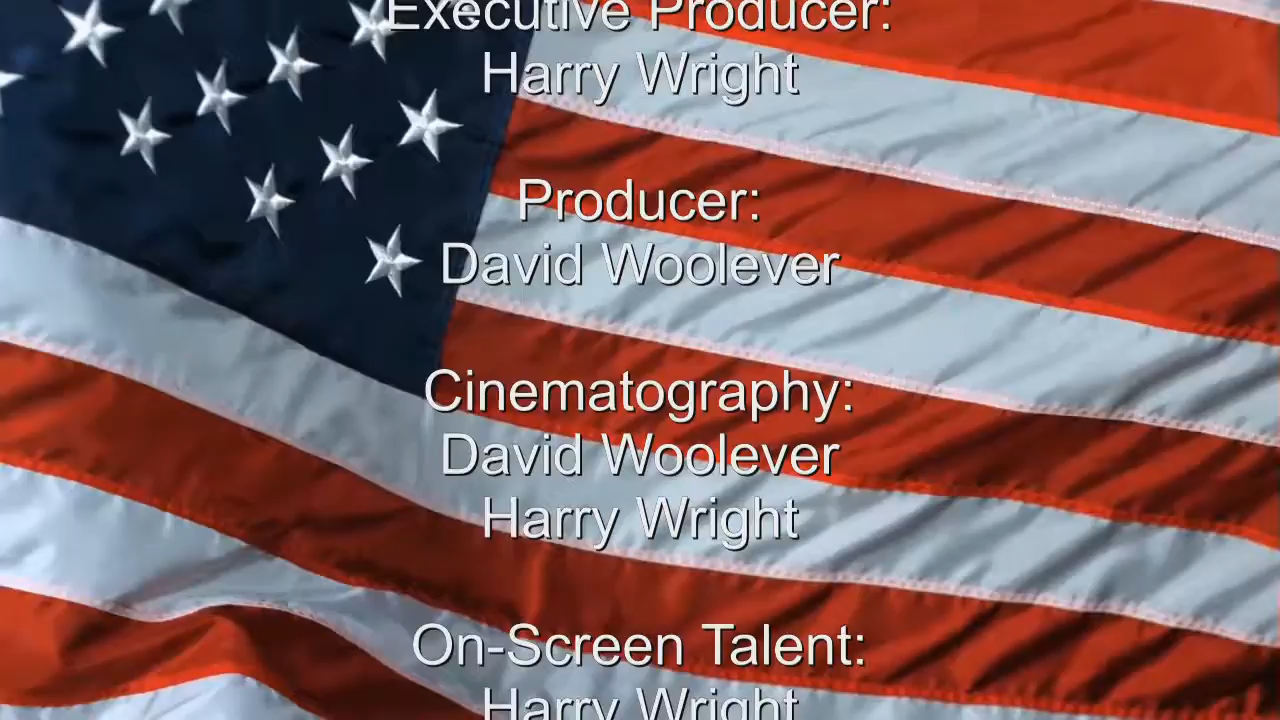 Executive Producer:
Harry Wright
Producer:
David Woolever
Cinematography:
David Woolever
Harry Wright
On-Screen Talent:
Harry Wright